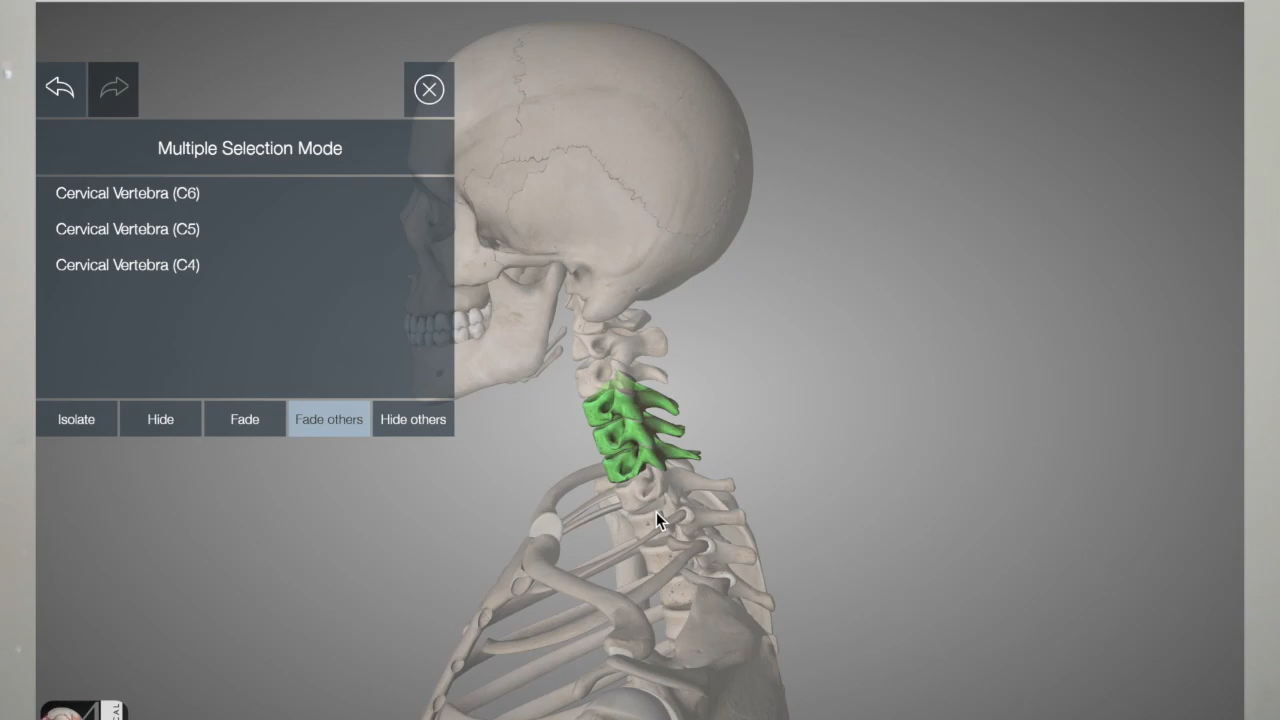 Multiple Selection Mode
Cervical Vertebra (C6)
Cervical Vertebra (C5)
Cervical Vertebra (C4)
Isolate Hide Fade Fade others Hide others